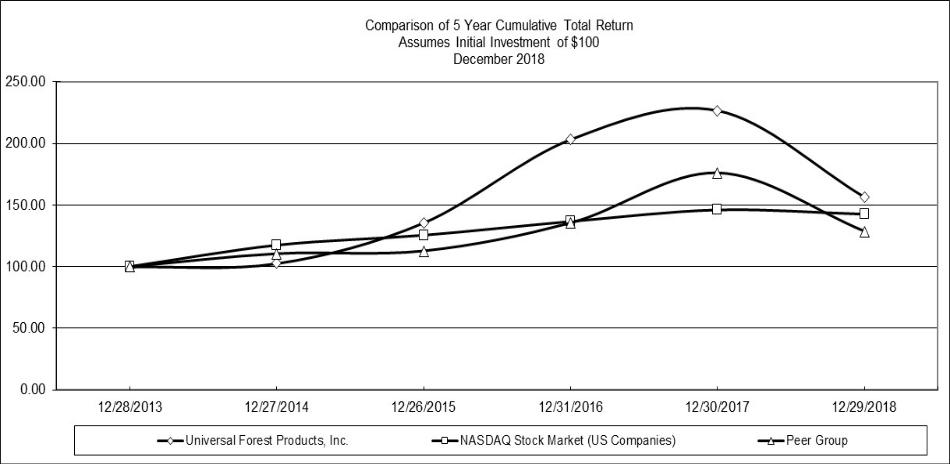 Comparison of 5 Year Cumulative Total Return
Assumes Initial Investment of $100
December 2018
250.00
200.00
150.00
100.00
50.00
0.00
12/28/2013 12/27/2014 12/26/2015 12/31/2016 12/30/2017 12/29/2018
Universal Forest Products, Inc. NASDAQ Stock Market (US Companies) Peer Group